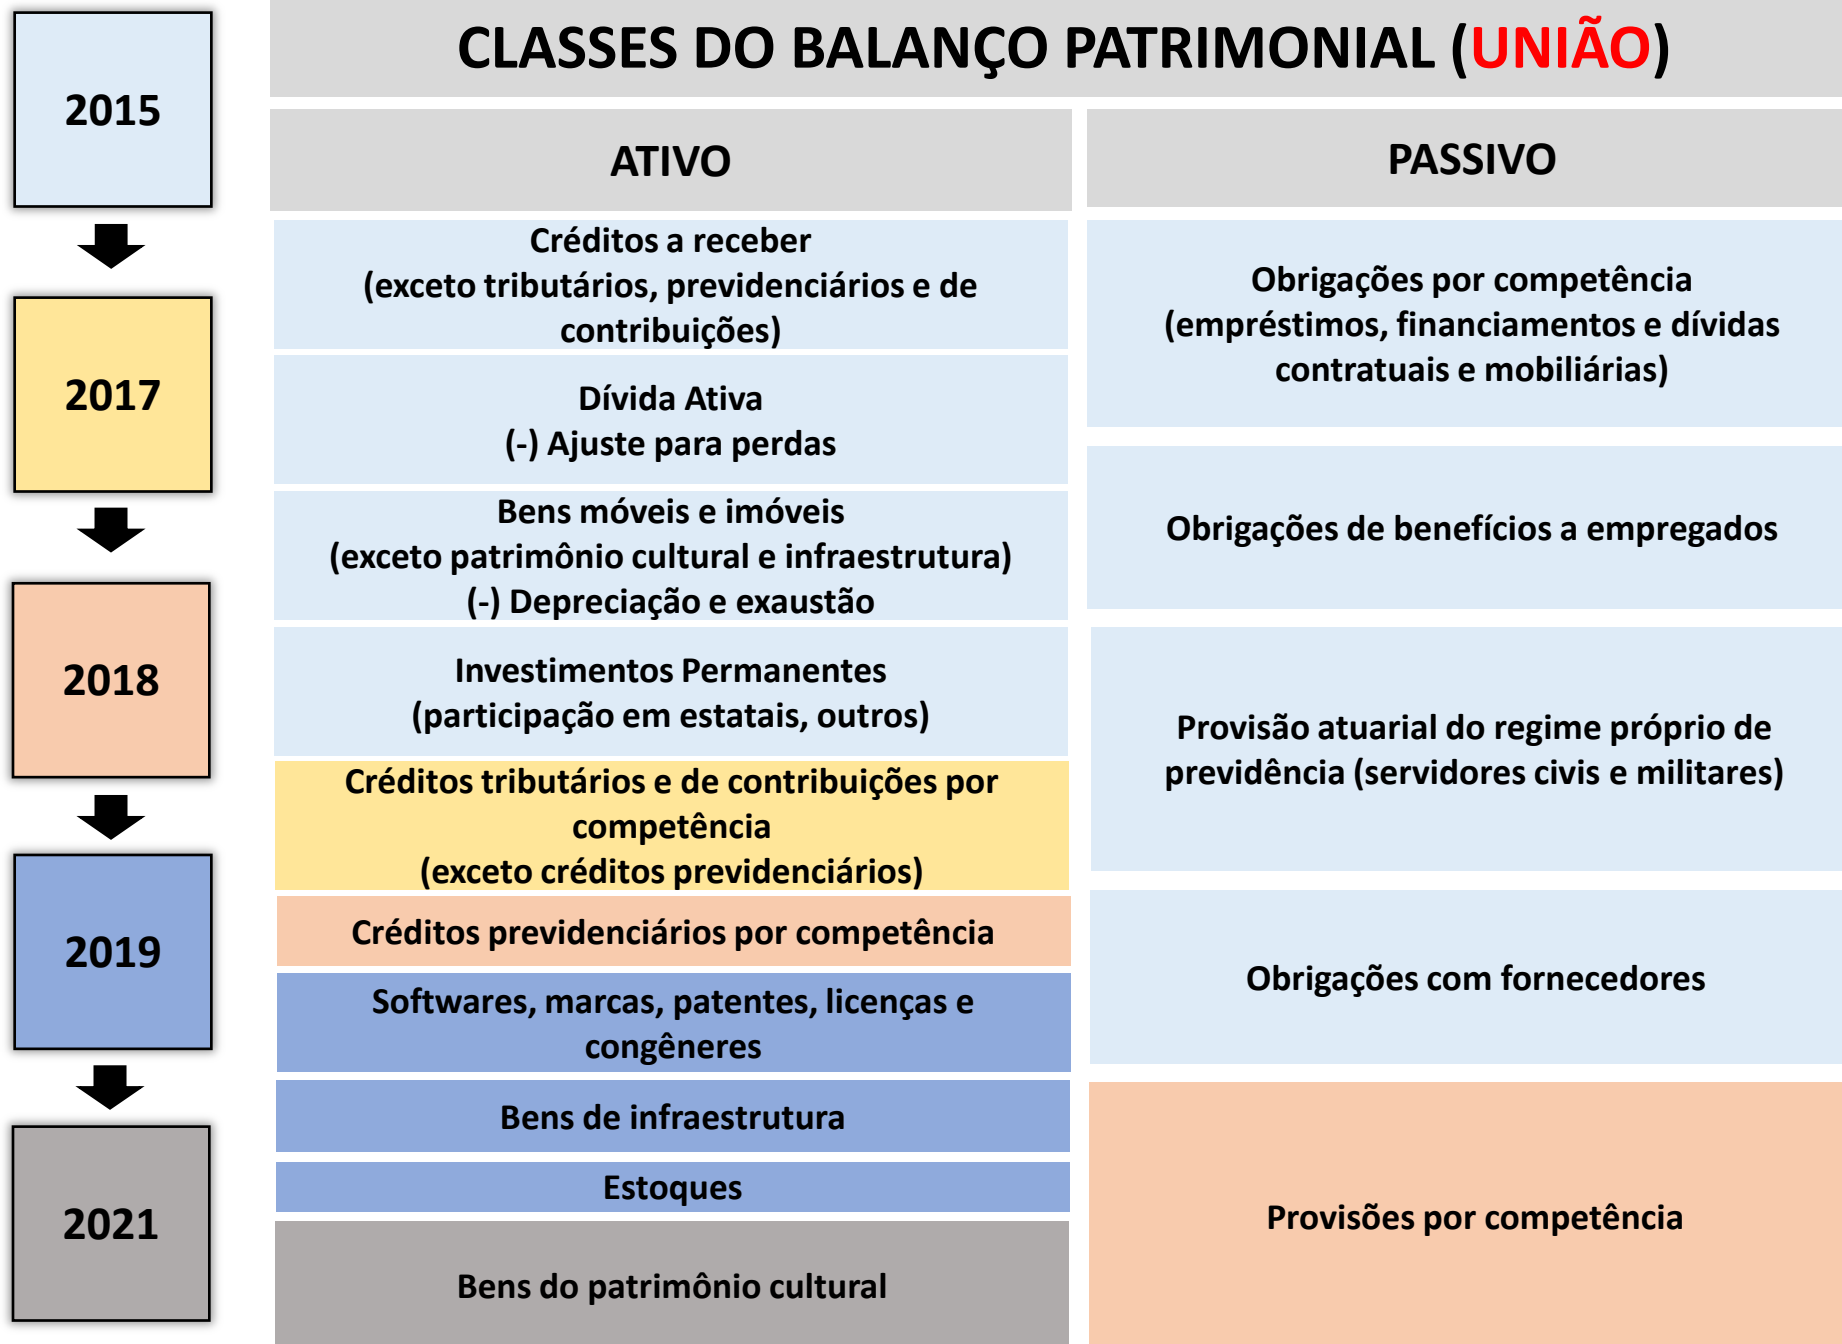 CLASSES DO BALANÇO PATRIMONIAL (UNIÃO)
2015
2017
2018
2019
2021
ATIVO
Créditos a receber
(exceto tributários, previdenciários e de
contribuições)
Dívida Ativa
(-) Ajuste para perdas
Bens móveis e imóveis
(exceto patrimônio cultural e infraestrutura)
(-) Depreciação e exaustão
Investimentos Permanentes
(participação em estatais, outros)
Créditos tributários e de contribuições por
competência
(exceto créditos previdenciários)
Créditos previdenciários por competência
Softwares, marcas, patentes, licenças e
congêneres
Bens de infraestrutura
Estoques
Bens do patrimônio cultural
PASSIVO
Obrigações por competência
(empréstimos, financiamentos e dívidas
contratuais e mobiliárias)
Obrigações de benefícios a empregados
Provisão atuarial do regime próprio de
previdência (servidores civis e militares)
Obrigações com fornecedores
Provisões por competência